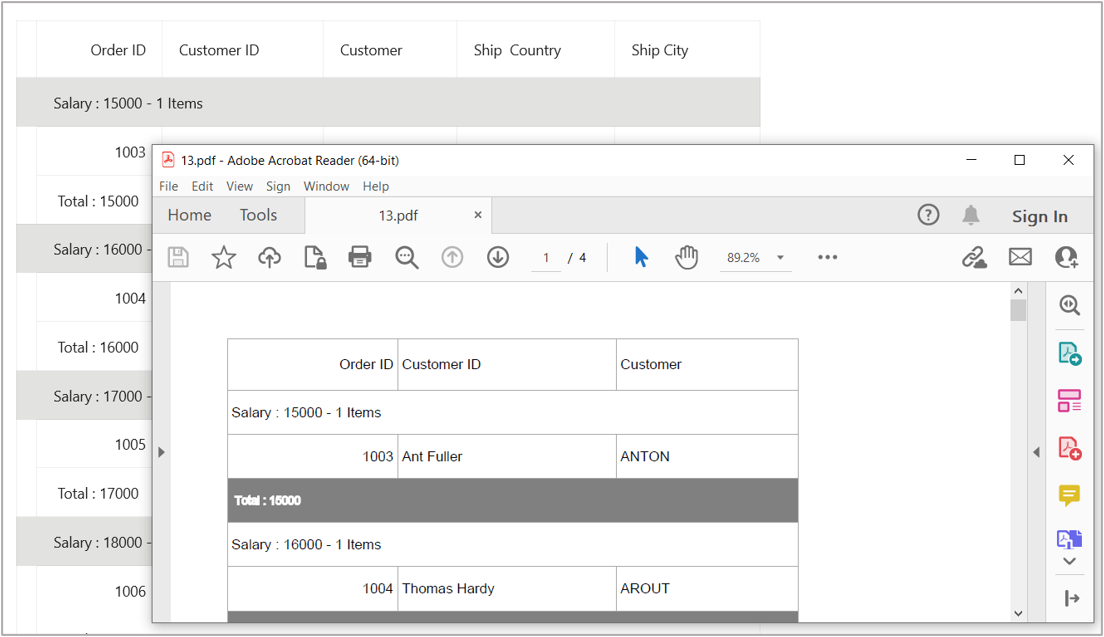 Order ID Customer ID Customer Ship  Country Ship City
Salary : 15000 - 1 Items
1003
Total : 15000
Salary : 16000 -
1004
Total : 16000
Salary : 17000 -
1005
Total : 17000
Salary : 18000 -
1006
13.pdf - Adobe Acrobat Reader (64-bit)
File Edit View Sign Window Help
Home Tools 13.pdf × ? Sign In
1 / 4 89.2%
Order ID Customer ID Customer
Salary : 15000 - 1 Items
1003 Ant Fuller ANTON
Total : 15000
Salary : 16000 - 1 Items
1004 Thomas Hardy AROUT